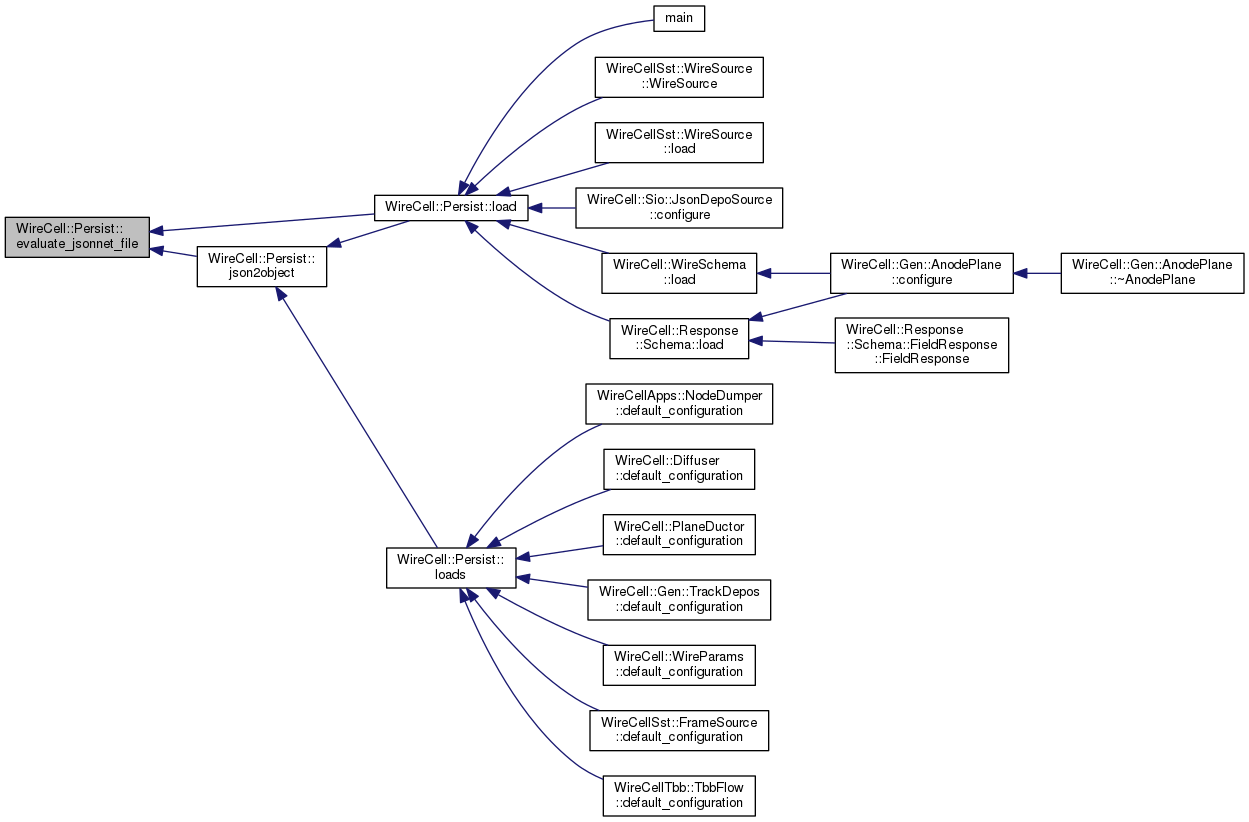 main
WireCellSst::WireSource
::WireSource
WireCellSst::WireSource
::load
WireCell::Sio::JsonDepoSource
::configure
WireCell::Persist::load
WireCell::Persist::
evaluate_jsonnet_file
WireCell::Persist::
json2object
WireCell::WireSchema
::load
WireCell::Gen::AnodePlane
::configure
WireCell::Gen::AnodePlane
::~AnodePlane
WireCell::Response
::Schema::load
WireCell::Response
::Schema::FieldResponse
::FieldResponse
WireCellApps::NodeDumper
::default_configuration
WireCell::Diffuser
::default_configuration
WireCell::PlaneDuctor
::default_configuration
WireCell::Persist::
loads
WireCell::Gen::TrackDepos
::default_configuration
WireCell::WireParams
::default_configuration
WireCellSst::FrameSource
::default_configuration
WireCellTbb::TbbFlow
::default_configuration